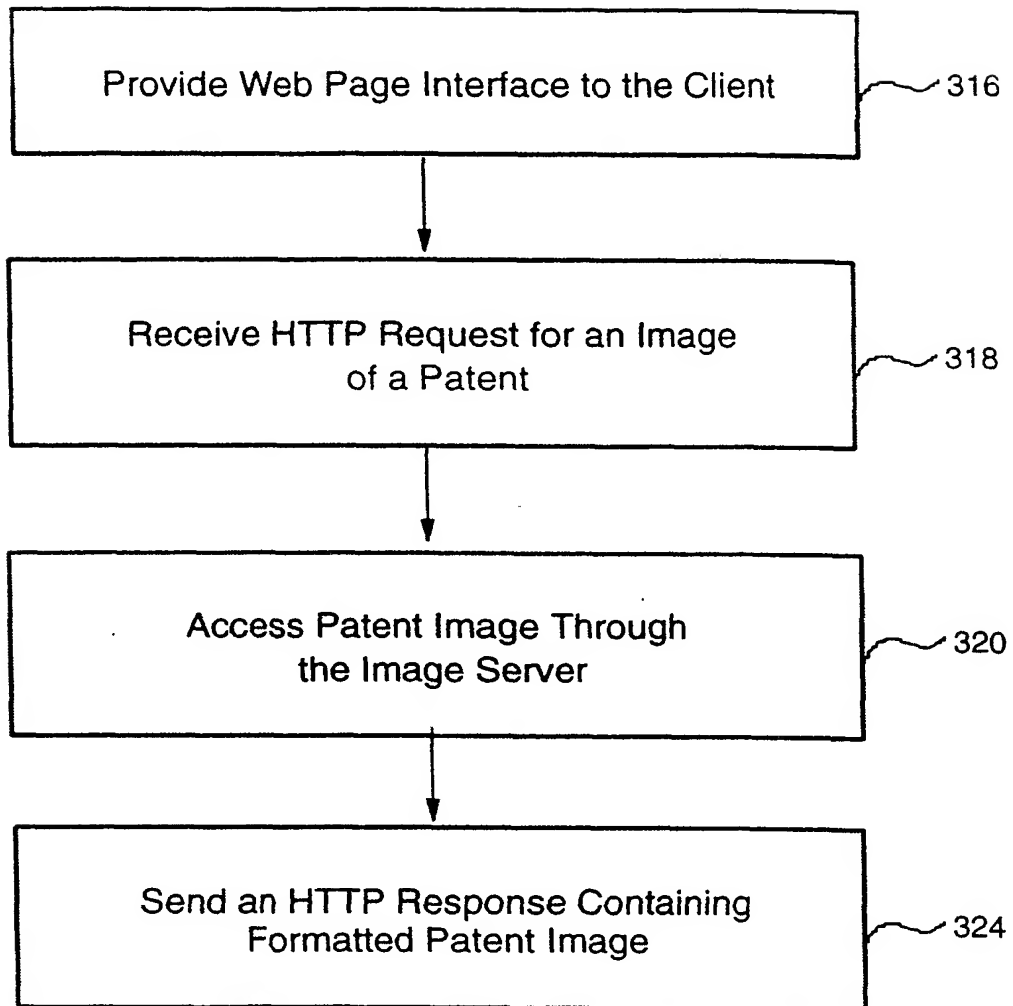 Provide Web Page Interface to the Client
316
Receive HTTP Request for an Image
of a Patent
318
Access Patent Image Through
the Image Server
320
Send an HTTP Response Containing
Formatted Patent Image
324